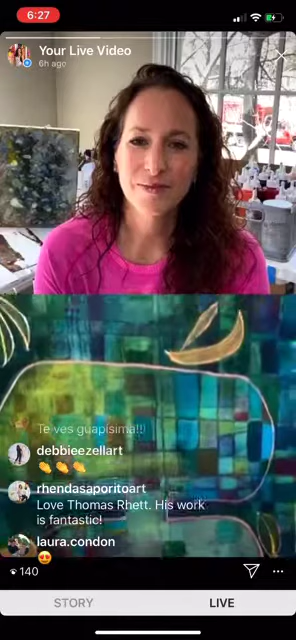 6:27
Your Live Video
6h ago
Te ves guapísima!!)
debbieezellart
rhendasaporitoart
Love Thomas Rhett. His work
is fantastic!
laura.condon
140
STORY
LIVE